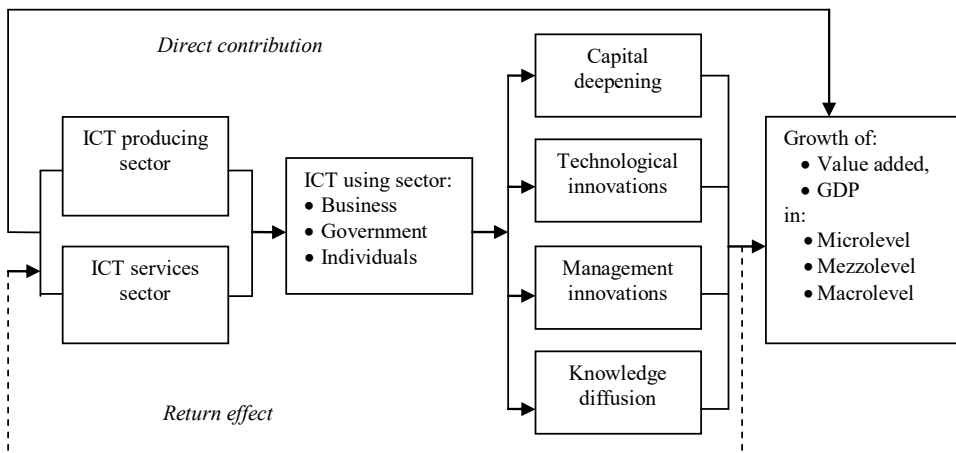 Direct contribution
ICT producing
sector
ICT services
sector
Return effect
ICT using sector:
• Business
• Government
• Individuals
Capital
deepening
Technological
innovations
Management
innovations
Knowledge
diffusion
Growth of:
• Value added,
• GDP
in:
• Microlevel
• Mezzolevel
• Macrolevel